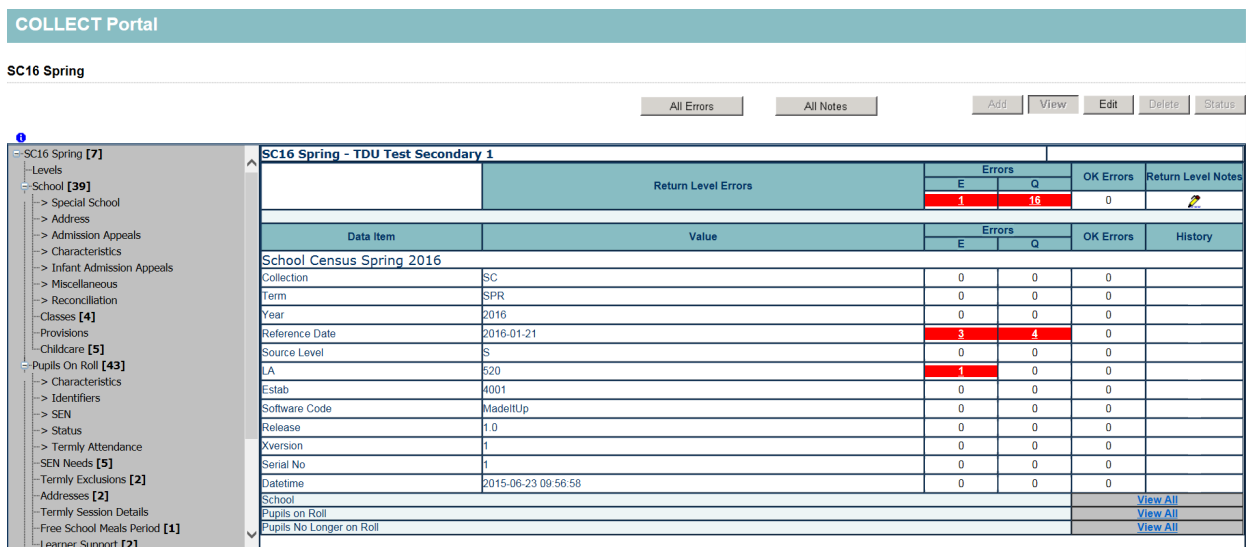 COLLECT Portal
SC16 Spring
All Errors All Notes Add View Edit Delete Status
SC16 Spring [7]
Levels
School [39]
--> Special School
--> Address
--> Admission Appeals
--> Characteristics
--> Infant Admission Appeals
--> Miscellaneous
--> Reconciliation
Classes [4]
Provisions
Childcare [5]
Pupils On Roll [43]
--> Characteristics
--> Identifiers
--> SEN
--> Status
--> Termly Attendance
SEN Needs [5]
Termly Exclusions [2]
Addresses [2]
Termly Session Details
Free School Meals Period [1]
Learner Support [2]
SC16 Spring - TDU Test Secondary 1
Return Level Errors Errors OK Errors Return Level Notes
E Q
1 16 0
Data Item Value Errors OK Errors History
E Q
School Census Spring 2016
Collection SC 0 0 0
Term SPR 0 0 0
Year 2016 0 0 0
Reference Date 2016-01-21 3 4 0
Source Level S 0 0 0
LA 520 1 0 0
Estab 4001 0 0 0
Software Code MadeItUp 0 0 0
Release 1.0 0 0 0
Xversion 1 0 0 0
Serial No 1 0 0 0
Datetime 2015-06-23 09:56:58 0 0 0
School View All
Pupils on Roll View All
Pupils No Longer on Roll View All